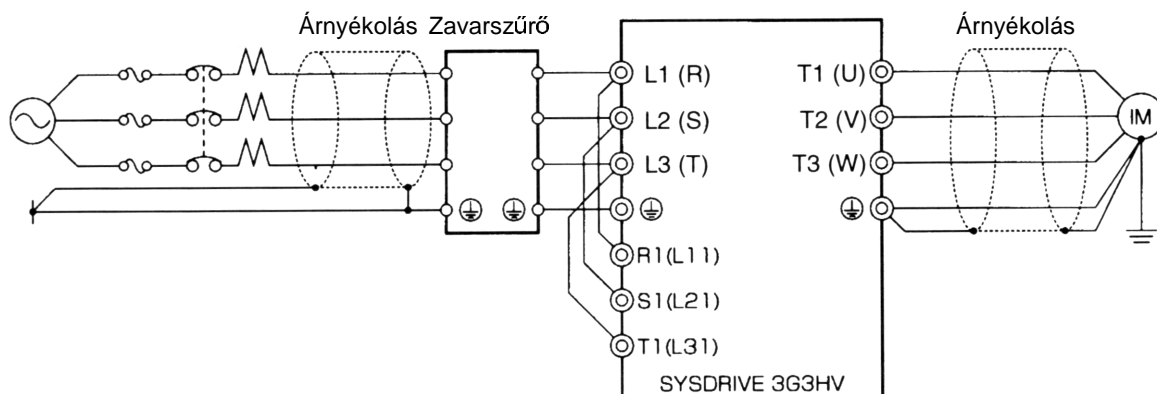 Árnyékolás Zavarszűrő
Árnyékolás
L1 (R)
L2 (S)
L3 (T)
R1(L11)
S1(L21)
T1(L31)
T1 (U)
T2 (V)
T3 (W)
IM
SYSDRIVE 3G3HV